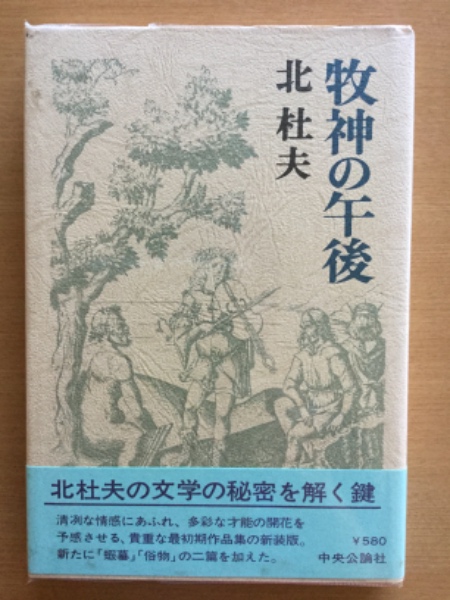 牧神の午後
北杜夫
北杜夫の文学の秘密を解く鍵
清冽な情感にあふれ、多彩な才能の開花を
予感させる、貴重な最初期作品集の新装版。
新たに「蝦蟇」「俗物」の二篇を加えた。
￥580
中央公論社